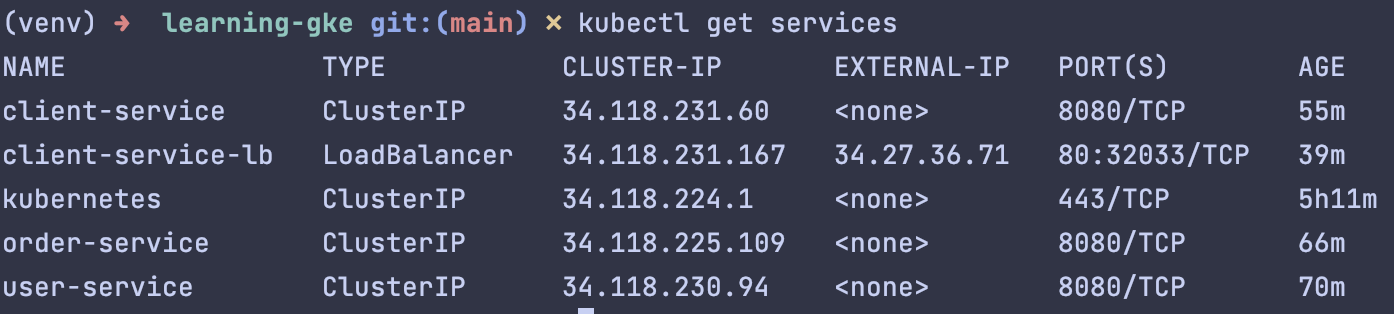 (venv) ➜  learning-gke git:(main) ✗ kubectl get services
NAME                TYPE           CLUSTER-IP       EXTERNAL-IP   PORT(S)        AGE
client-service      ClusterIP      34.118.231.60    <none>        8080/TCP       55m
client-service-lb   LoadBalancer   34.118.231.167   34.27.36.71   80:32033/TCP   39m
kubernetes          ClusterIP      34.118.224.1     <none>        443/TCP        5h11m
order-service       ClusterIP      34.118.225.109   <none>        8080/TCP       66m
user-service        ClusterIP      34.118.230.94    <none>        8080/TCP       70m